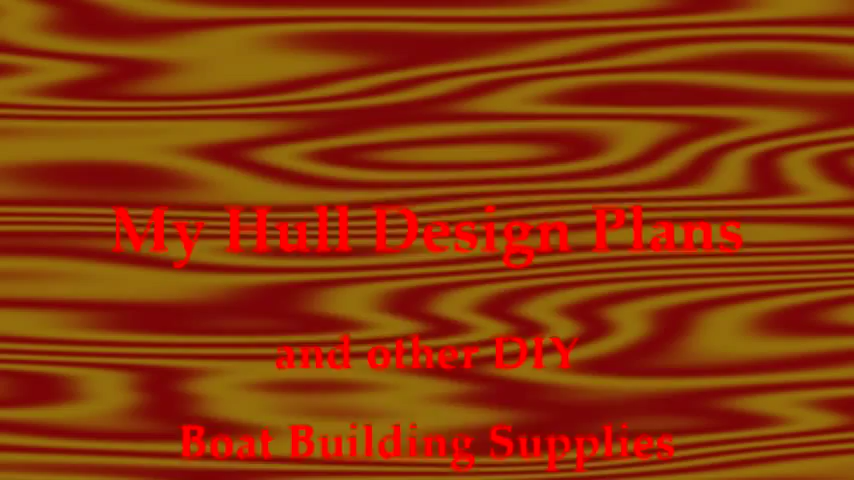 My Hull Design Plans
and other DIY
Boat Building Supplies